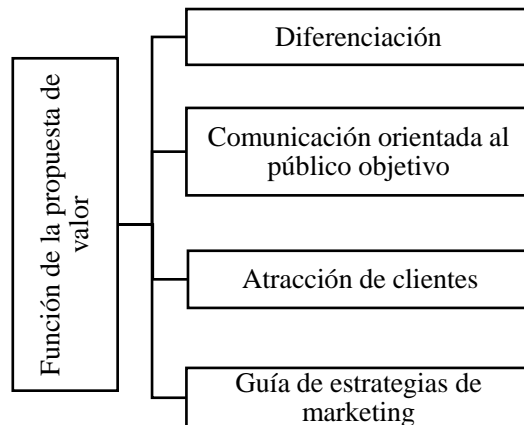 Función de la propuesta de
valor
Diferenciación
Comunicación orientada al
público objetivo
Atracción de clientes
Guía de estrategias de
marketing